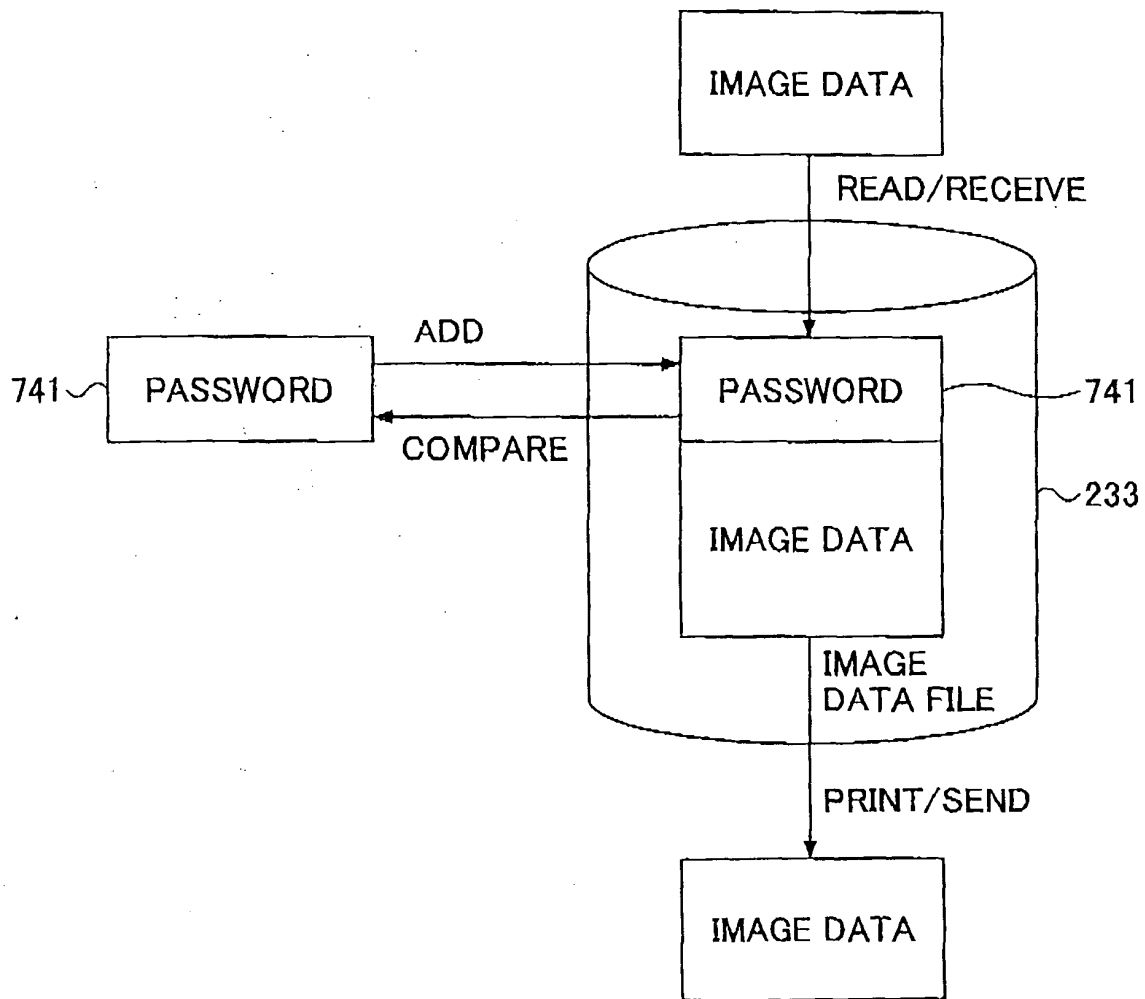 IMAGE DATA
READ/RECEIVE
ADD
741
PASSWORD
PASSWORD
741
COMPARE
233
IMAGE DATA
IMAGE
DATA FILE
PRINT/SEND
IMAGE DATA